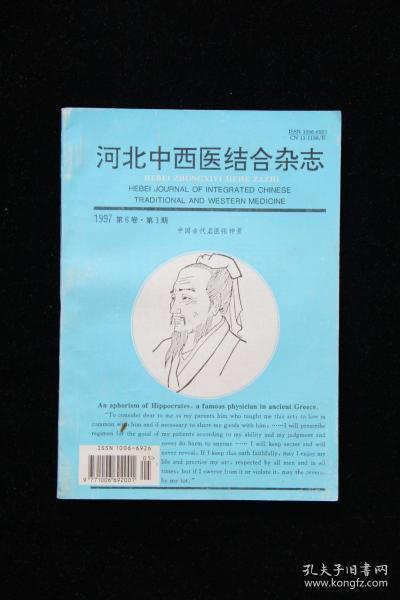 ISSN 1006-6921
CN 13-1198/R
河北中西医结合杂志
HEBEI ZHONGXIYI JIEHE ZAZHI
HEBEI JOURNAL OF INTEGRATED CHINESE
TRADITIONAL AND WESTERN MEDICINE
1997 第6卷·第3期
中国古代名医张仲景
An aphorism of Hippocrates, a famous physician in ancient Greece.
"To consider dear to me as my parents him who taught me this art; to live in
common with him and if necessary to share my goods with him; ……I will prescribe
regimen for the good of my patients according to my ability and my judgment and
never do harm to anyone …… I will keep secret and will
never reveal. If I keep this oath faithfully, may I enjoy my
life and practice my art, respected by all men and in all
times; but if I swerve from it or violate it, may the reverse
be my lot."
ISSN 1006-6926
05>
9 771006 692001
孔夫子旧书网
www.kongfz.com